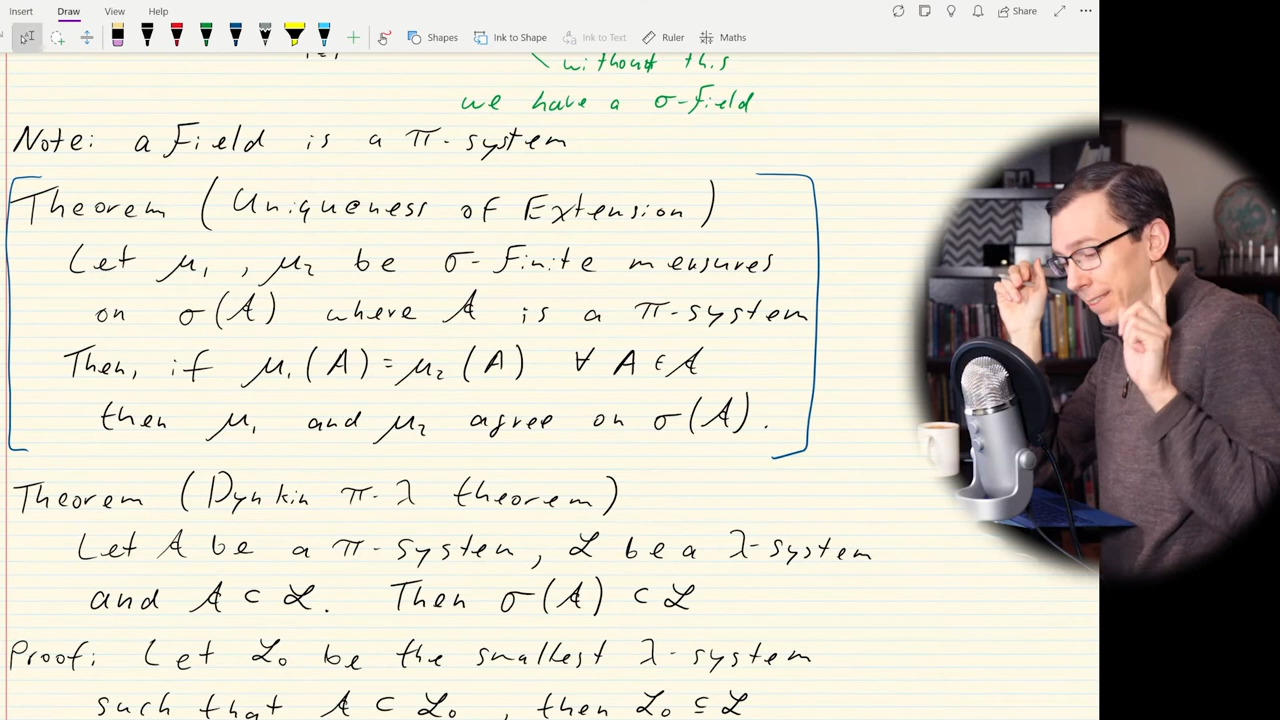 Insert Draw View Help
Share
Shapes Ink to Shape Ink to Text Ruler Maths
without this
we have a σ-field
Note: a Field is a π-system
Theorem (Uniqueness of Extension)
Let μ₁, μ₂ be σ-finite measures
on σ(A) where A is a π-system
Then, if μ₁(A) = μ₂(A) ∀ A ∈ A
then μ₁ and μ₂ agree on σ(A).
Theorem (Dynkin π-λ theorem)
Let A be a π-system, L be a λ-system
and A ⊂ L. Then σ(A) ⊂ L
Proof: Let L₀ be the smallest λ-system
such that A ⊂ L₀, then L₀ ⊆ L